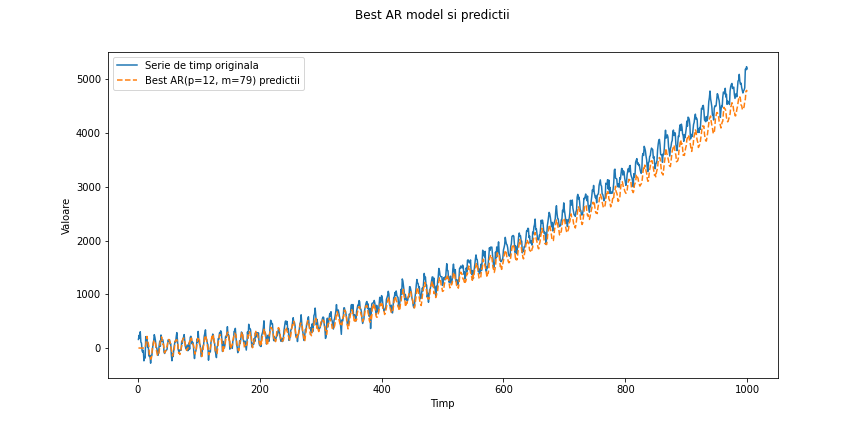 Best AR model si predictii
Serie de timp originala
Best AR(p=12, m=79) predictii
5000
4000
3000
2000
1000
0
Valoare
0 200 400 600 800 1000
Timp